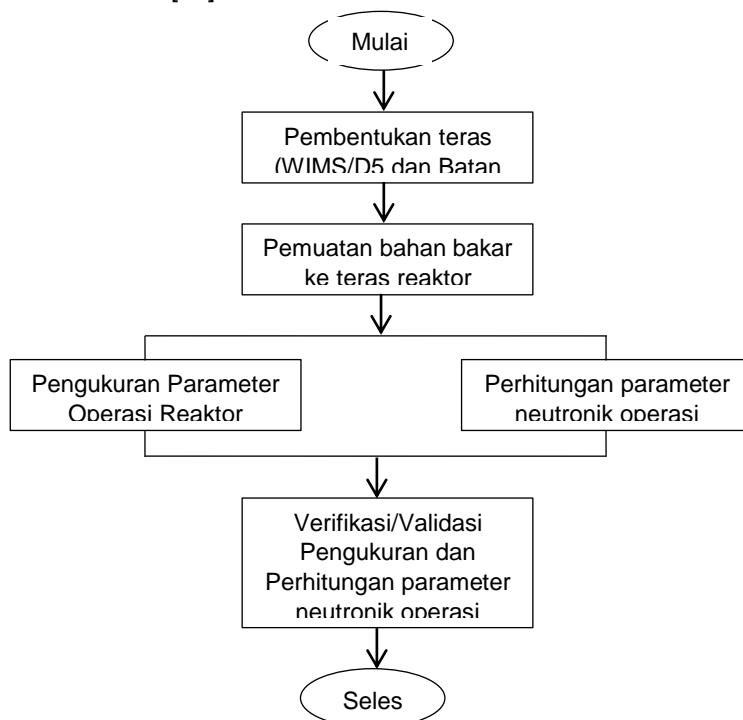 Mulai
Pembentukan teras
(WIMS/D5 dan Batan
Pemuatan bahan bakar
ke teras reaktor
Pengukuran Parameter
Operasi Reaktor
Perhitungan parameter
neutronik operasi
Verifikasi/Validasi
Pengukuran dan
Perhitungan parameter
neutronik operasi
Seles